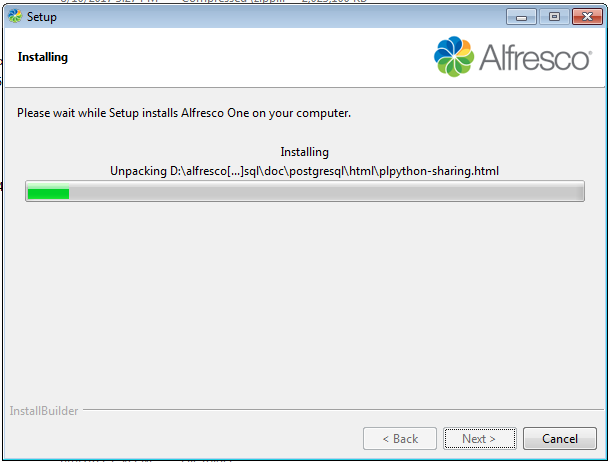 Setup
Installing
Alfresco
Please wait while Setup installs Alfresco One on your computer.
Installing
Unpacking D:\alfresco[...]sql\doc\postgresql\html\plpython-sharing.html
InstallBuilder
< Back
Next >
Cancel